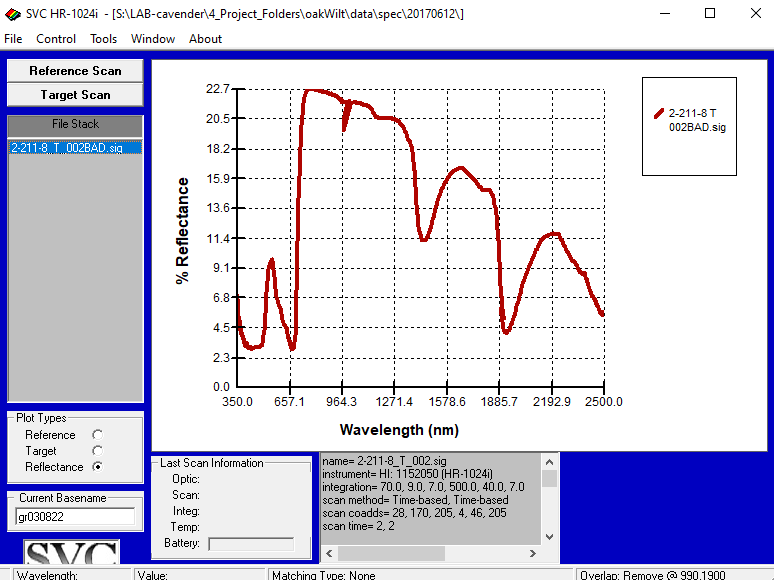 SVC HR-1024i - [S:\LAB-cavender\4_Project_Folders\oakWilt\data\spec\20170612\]
File Control Tools Window About
Reference Scan
Target Scan
File Stack
2-211-8_T_002BAD.sig
Plot Types
Reference
Target
Reflectance
Current Basename
gr030822
SVC
22.7
20.5
18.2
15.9
13.6
11.4
9.1
6.8
4.5
2.3
0.0
% Reflectance
350.0 657.1 964.3 1271.4 1578.6 1885.7 2192.9 2500.0
Wavelength (nm)
2-211-8 T
002BAD.sig
Last Scan Information
Optic:
Scan:
Integ:
Temp:
Battery:
name= 2-211-8_T_002.sig
instrument= HI: 1152050 (HR-1024i)
integration= 70.0, 9.0, 7.0, 500.0, 40.0, 7.0
scan method= Time-based, Time-based
scan coadds= 28, 170, 205, 4, 46, 205
scan time= 2, 2
Wavelength: Value: Matching Type: None Overlap: Remove @ 990,1900